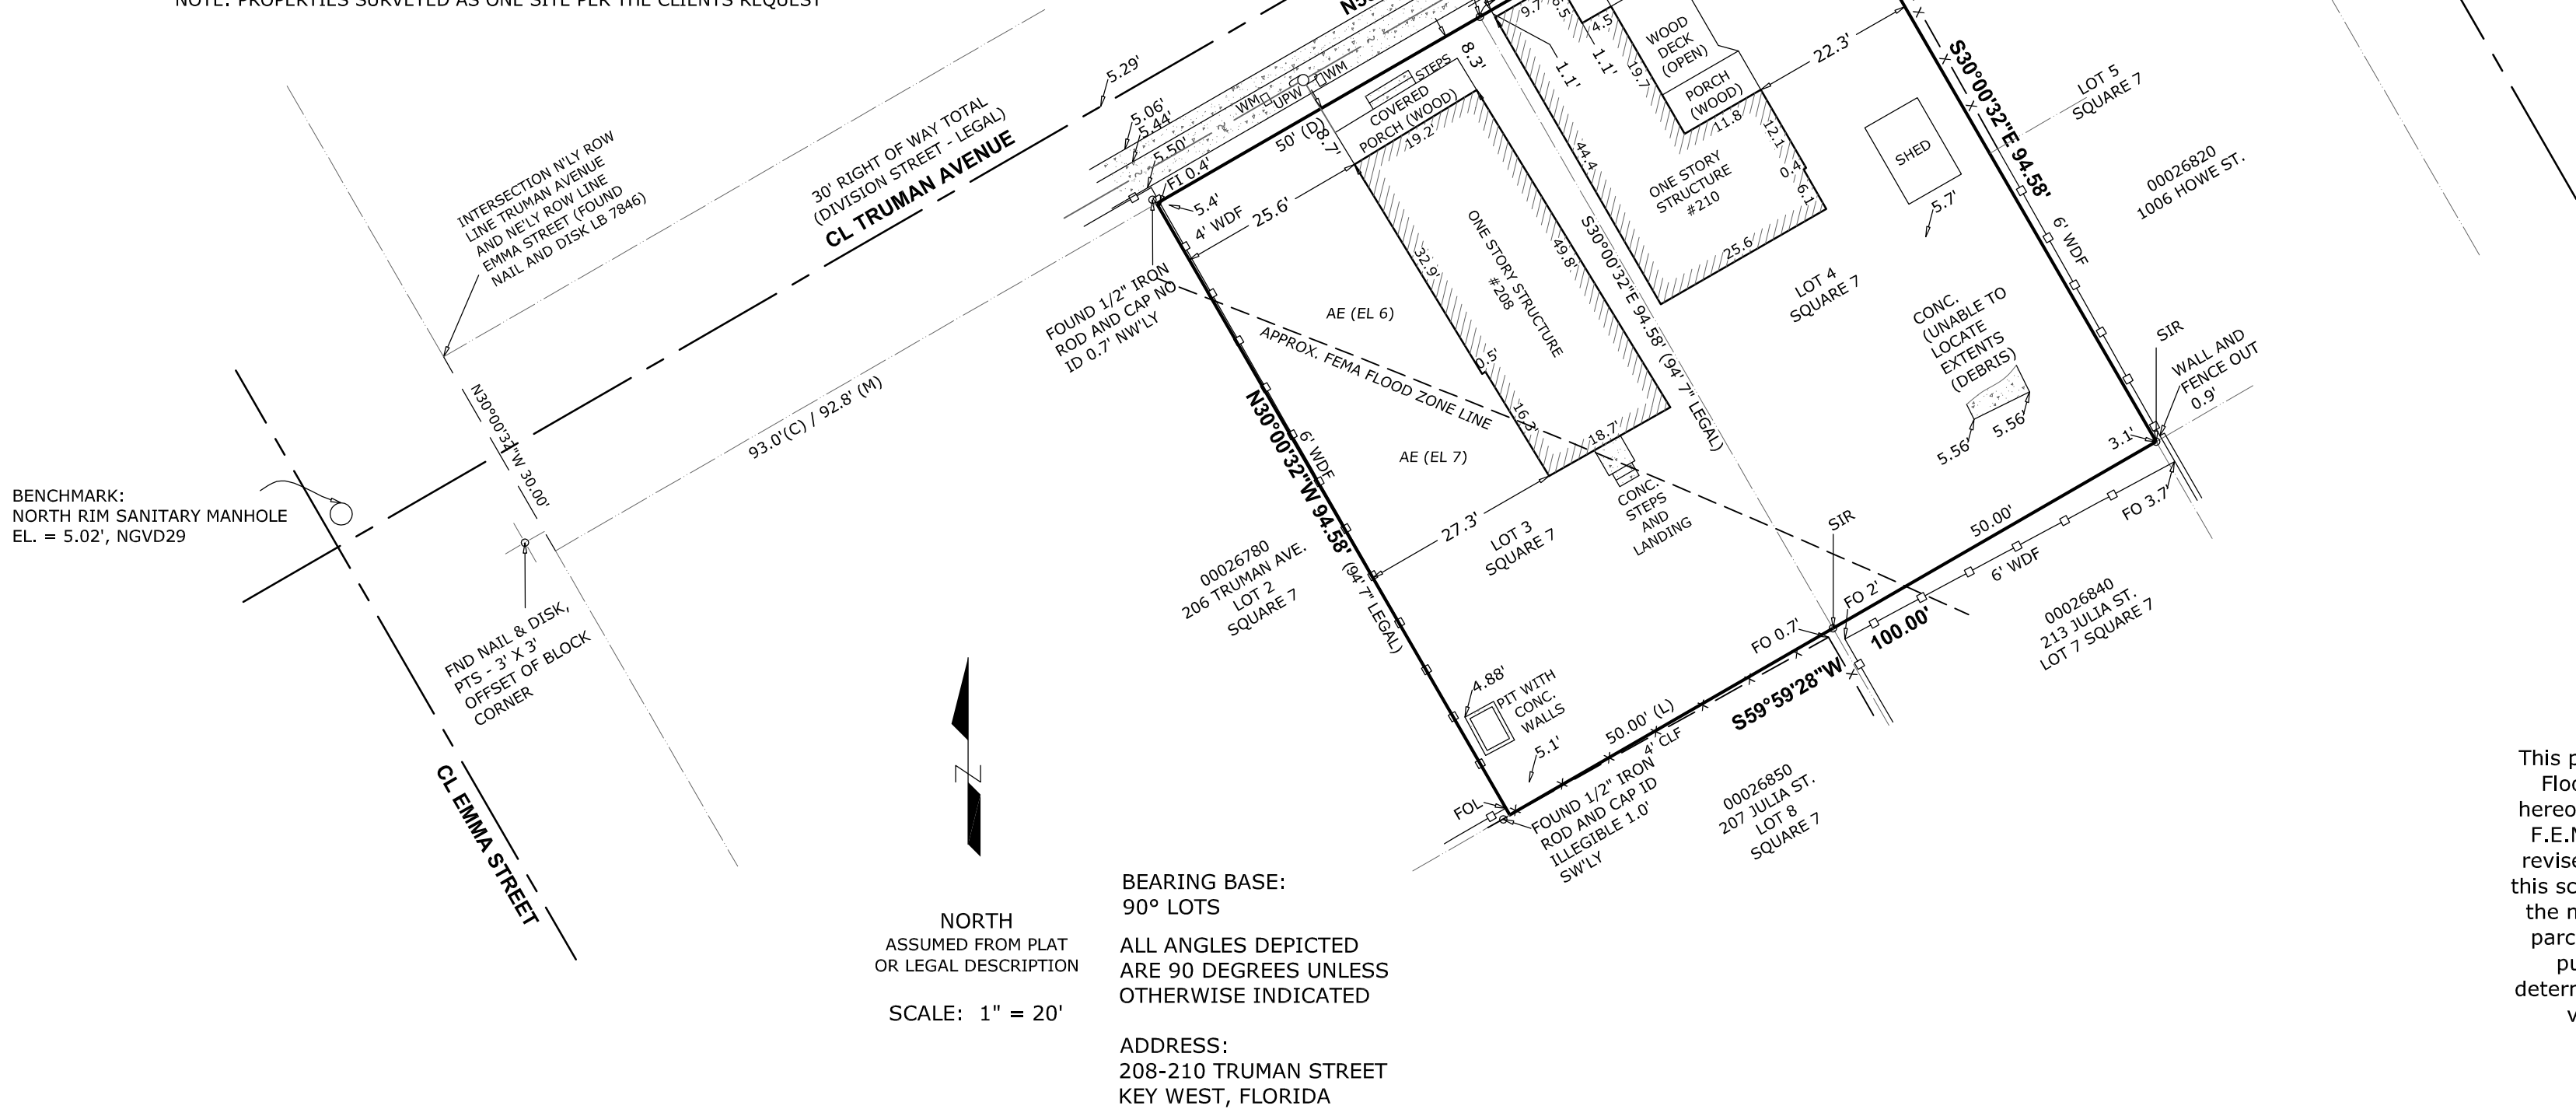 NOTE: PROPERTIES SURVEYED AS ONE SITE PER THE CLIENTS REQUEST
5.29'
30' RIGHT OF WAY TOTAL
(DIVISION STREET - LEGAL)
CL TRUMAN AVENUE
INTERSECTION N'LY ROW
LINE TRUMAN AVENUE
AND NE'LY ROW LINE
EMMA STREET (FOUND
NAIL AND DISK LB 7846)
5.06'
5.44'
5.50'
FI 0.4'
50' (D)
WM
UPW
WM
STEPS
COVERED
PORCH (WOOD)
8.7'
8.3'
19.2'
5.4'
4' WDF
25.6'
FOUND 1/2" IRON
ROD AND CAP NO
ID 0.7' NW'LY
AE (EL 6)
APPROX. FEMA FLOOD ZONE LINE
AE (EL 7)
32.9'
0.5'
16.3'
18.7'
49.8'
ONE STORY STRUCTURE
#208
S30°00'32"E 94.58' (94' 7" LEGAL)
9.7'
4.5'
1.1'
1.1'
19.7
44.4
WOOD
DECK
(OPEN)
PORCH
(WOOD)
11.8
12.1
0.4'
6.1
25.6'
ONE STORY
STRUCTURE
#210
22.3'
SHED
5.7'
S30°00'32"E 94.58'
LOT 5
SQUARE 7
00026820
1006 HOWE ST.
6' WDF
LOT 4
SQUARE 7
CONC.
(UNABLE TO
LOCATE
EXTENTS
(DEBRIS)
5.56'
5.56'
SIR
WALL AND
FENCE OUT
0.9'
3.1'
FO 3.7'
50.00'
6' WDF
SIR
FO 2'
100.00'
S59°59'28"W
00026840
213 JULIA ST.
LOT 7 SQUARE 7
CONC.
STEPS
AND
LANDING
27.3'
LOT 3
SQUARE 7
N30°00'32"W 94.58' (94' 7" LEGAL)
6' WDF
00026780
206 TRUMAN AVE.
LOT 2
SQUARE 7
FO 0.7'
50.00' (L)
4' CLF
4.88'
PIT WITH
CONC.
WALLS
5.1'
FOL
FOUND 1/2" IRON
ROD AND CAP ID
ILLEGIBLE 1.0'
SW'LY
00026850
207 JULIA ST.
LOT 8
SQUARE 7
93.0'(C) / 92.8' (M)
N30°00'32"W 30.00'
BENCHMARK:
NORTH RIM SANITARY MANHOLE
EL. = 5.02', NGVD29
FND NAIL & DISK,
PTS - 3' X 3'
OFFSET OF BLOCK
CORNER
CL EMMA STREET
N
NORTH
ASSUMED FROM PLAT
OR LEGAL DESCRIPTION
SCALE: 1" = 20'
BEARING BASE:
90° LOTS
ALL ANGLES DEPICTED
ARE 90 DEGREES UNLESS
OTHERWISE INDICATED
ADDRESS:
208-210 TRUMAN STREET
KEY WEST, FLORIDA
This p
Floo
hereo
revise
this sc
the
parc
pu
deter
v